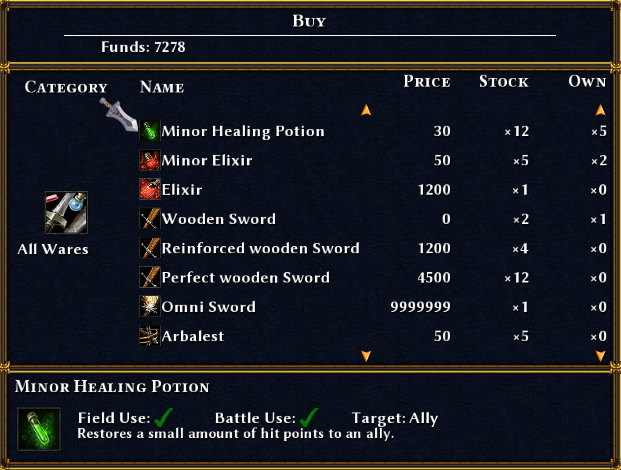 BUY
Funds: 7278
CATEGORY NAME PRICE STOCK OWN
Minor Healing Potion 30 ×12 ×5
Minor Elixir 50 ×5 ×2
Elixir 1200 ×1 ×0
Wooden Sword 0 ×2 ×1
Reinforced wooden Sword 1200 ×4 ×0
Perfect wooden Sword 4500 ×12 ×0
Omni Sword 9999999 ×1 ×0
Arbalest 50 ×5 ×0
All Wares
MINOR HEALING POTION
Field Use: Battle Use: Target: Ally
Restores a small amount of hit points to an ally.